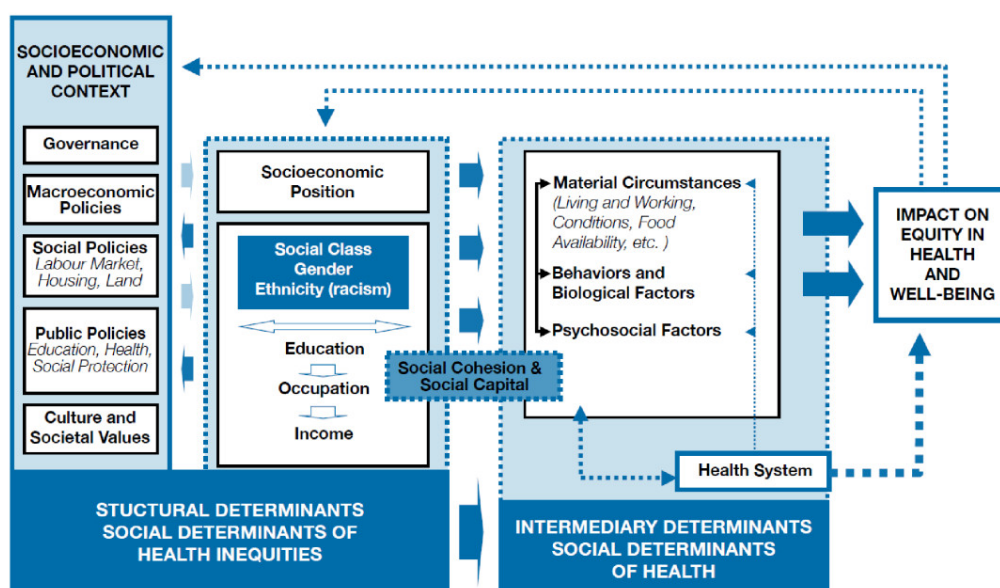 SOCIOECONOMIC
AND POLITICAL
CONTEXT
Governance
Macroeconomic
Policies
Social Policies
Labour Market,
Housing, Land
Public Policies
Education, Health,
Social Protection
Culture and
Societal Values
Socioeconomic
Position
Social Class
Gender
Ethnicity (racism)
Education
Occupation
Income
Social Cohesion &
Social Capital
Material Circumstances
(Living and Working,
Conditions, Food
Availability, etc. )
Behaviors and
Biological Factors
Psychosocial Factors
Health System
IMPACT ON
EQUITY IN
HEALTH
AND
WELL-BEING
STUCTURAL DETERMINANTS
SOCIAL DETERMINANTS OF
HEALTH INEQUITIES
INTERMEDIARY DETERMINANTS
SOCIAL DETERMINANTS
OF HEALTH